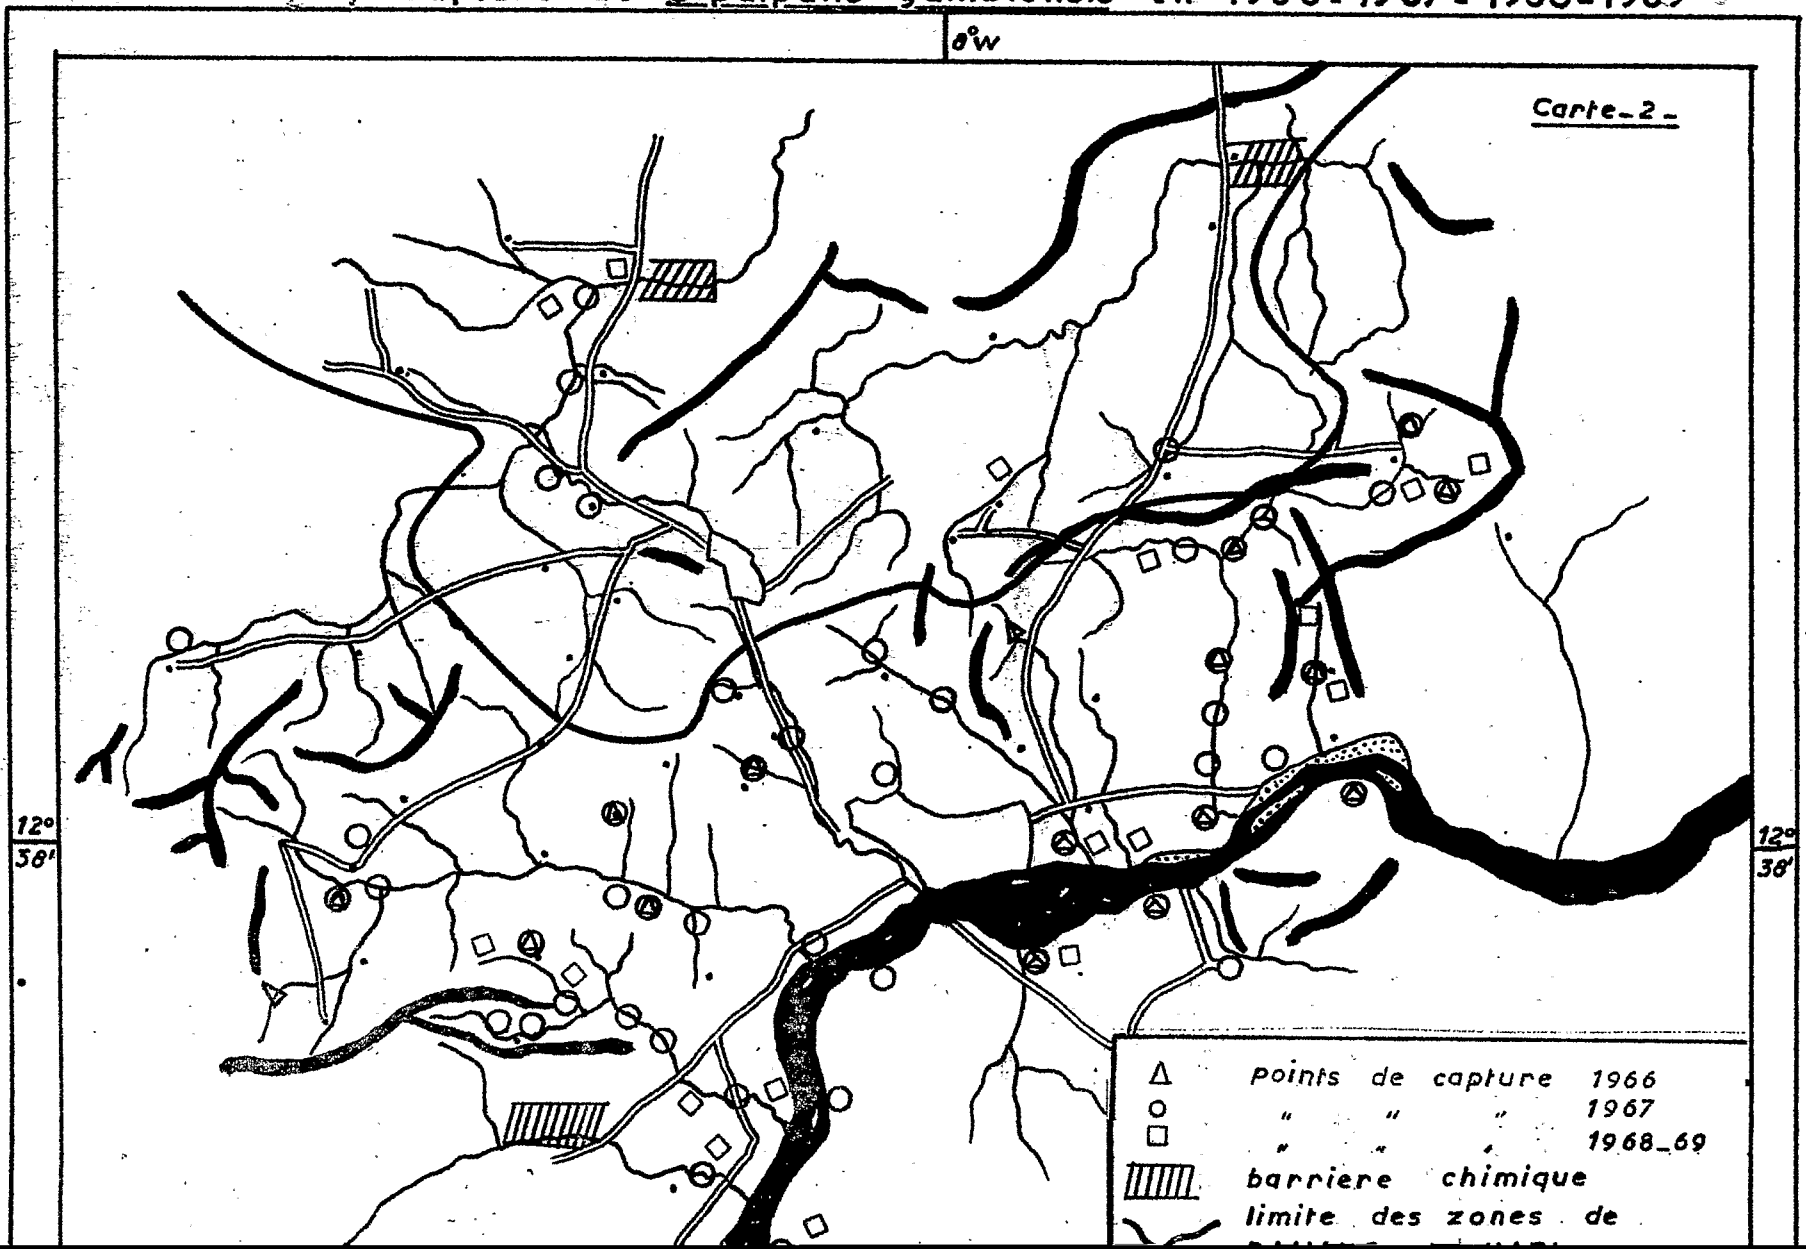 8°W
Carte_2_
12°
38'
12°
38'
points de capture 1966
" " " 1967
" " " 1968_69
barriere chimique
limite des zones de